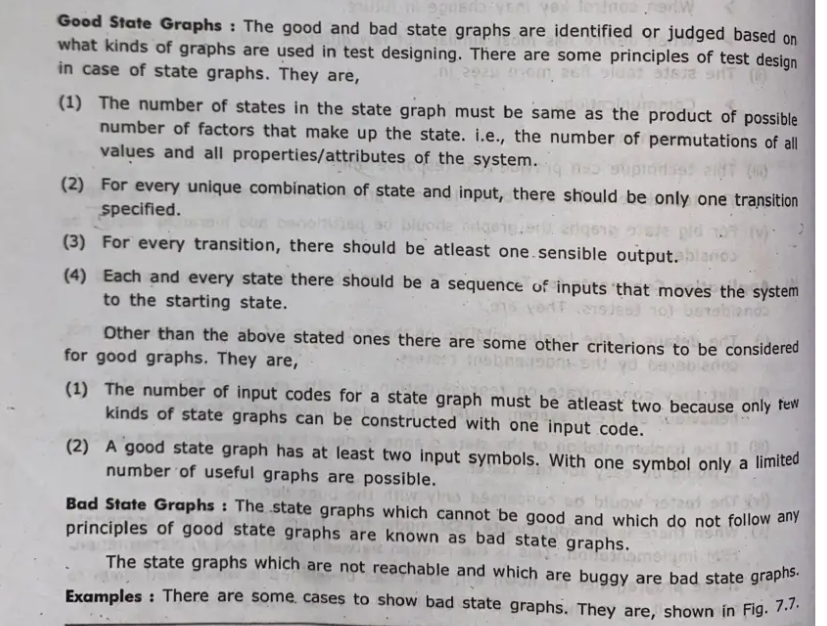 Good State Graphs : The good and bad state graphs are identified or judged based on
what kinds of graphs are used in test designing. There are some principles of test design
in case of state graphs. They are,
(1) The number of states in the state graph must be same as the product of possible
number of factors that make up the state. i.e., the number of permutations of all
values and all properties/attributes of the system.
(2) For every unique combination of state and input, there should be only one transition
specified.
(3) For every transition, there should be atleast one sensible output.
(4) Each and every state there should be a sequence of inputs that moves the system
to the starting state.
Other than the above stated ones there are some other criterions to be considered
for good graphs. They are,
(1) The number of input codes for a state graph must be atleast two because only few
kinds of state graphs can be constructed with one input code.
(2) A good state graph has at least two input symbols. With one symbol only a limited
number of useful graphs are possible.
Bad State Graphs : The state graphs which cannot be good and which do not follow any
principles of good state graphs are known as bad state graphs.
The state graphs which are not reachable and which are buggy are bad state graphs.
Examples : There are some cases to show bad state graphs. They are, shown in Fig. 7.7.